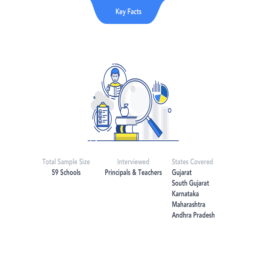 Key Facts
Total Sample Size
59 Schools
Interviewed
Principals & Teachers
States Covered
Gujarat
South Gujarat
Karnataka
Maharashtra
Andhra Pradesh